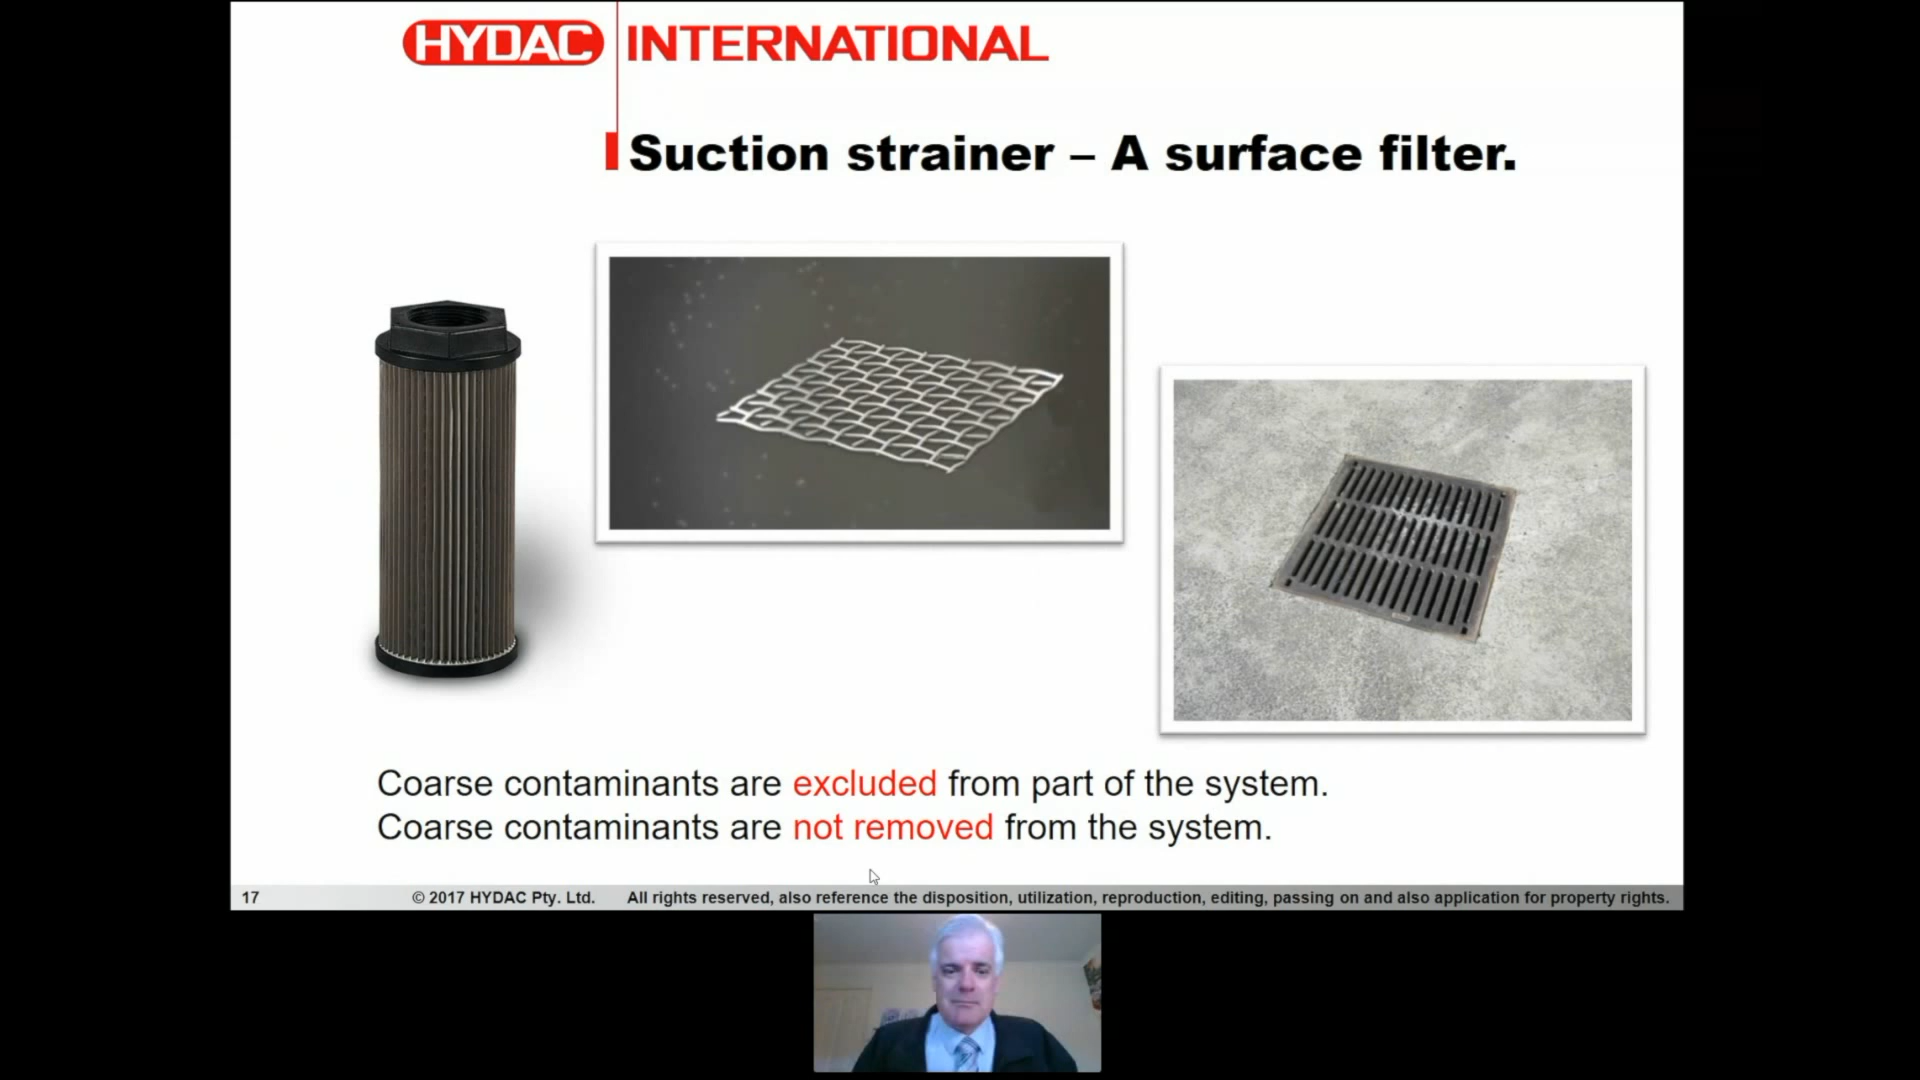 HYDAC INTERNATIONAL
Suction strainer – A surface filter.
Coarse contaminants are excluded from part of the system.
Coarse contaminants are not removed from the system.
17 © 2017 HYDAC Pty. Ltd. All rights reserved, also reference the disposition, utilization, reproduction, editing, passing on and also application for property rights.